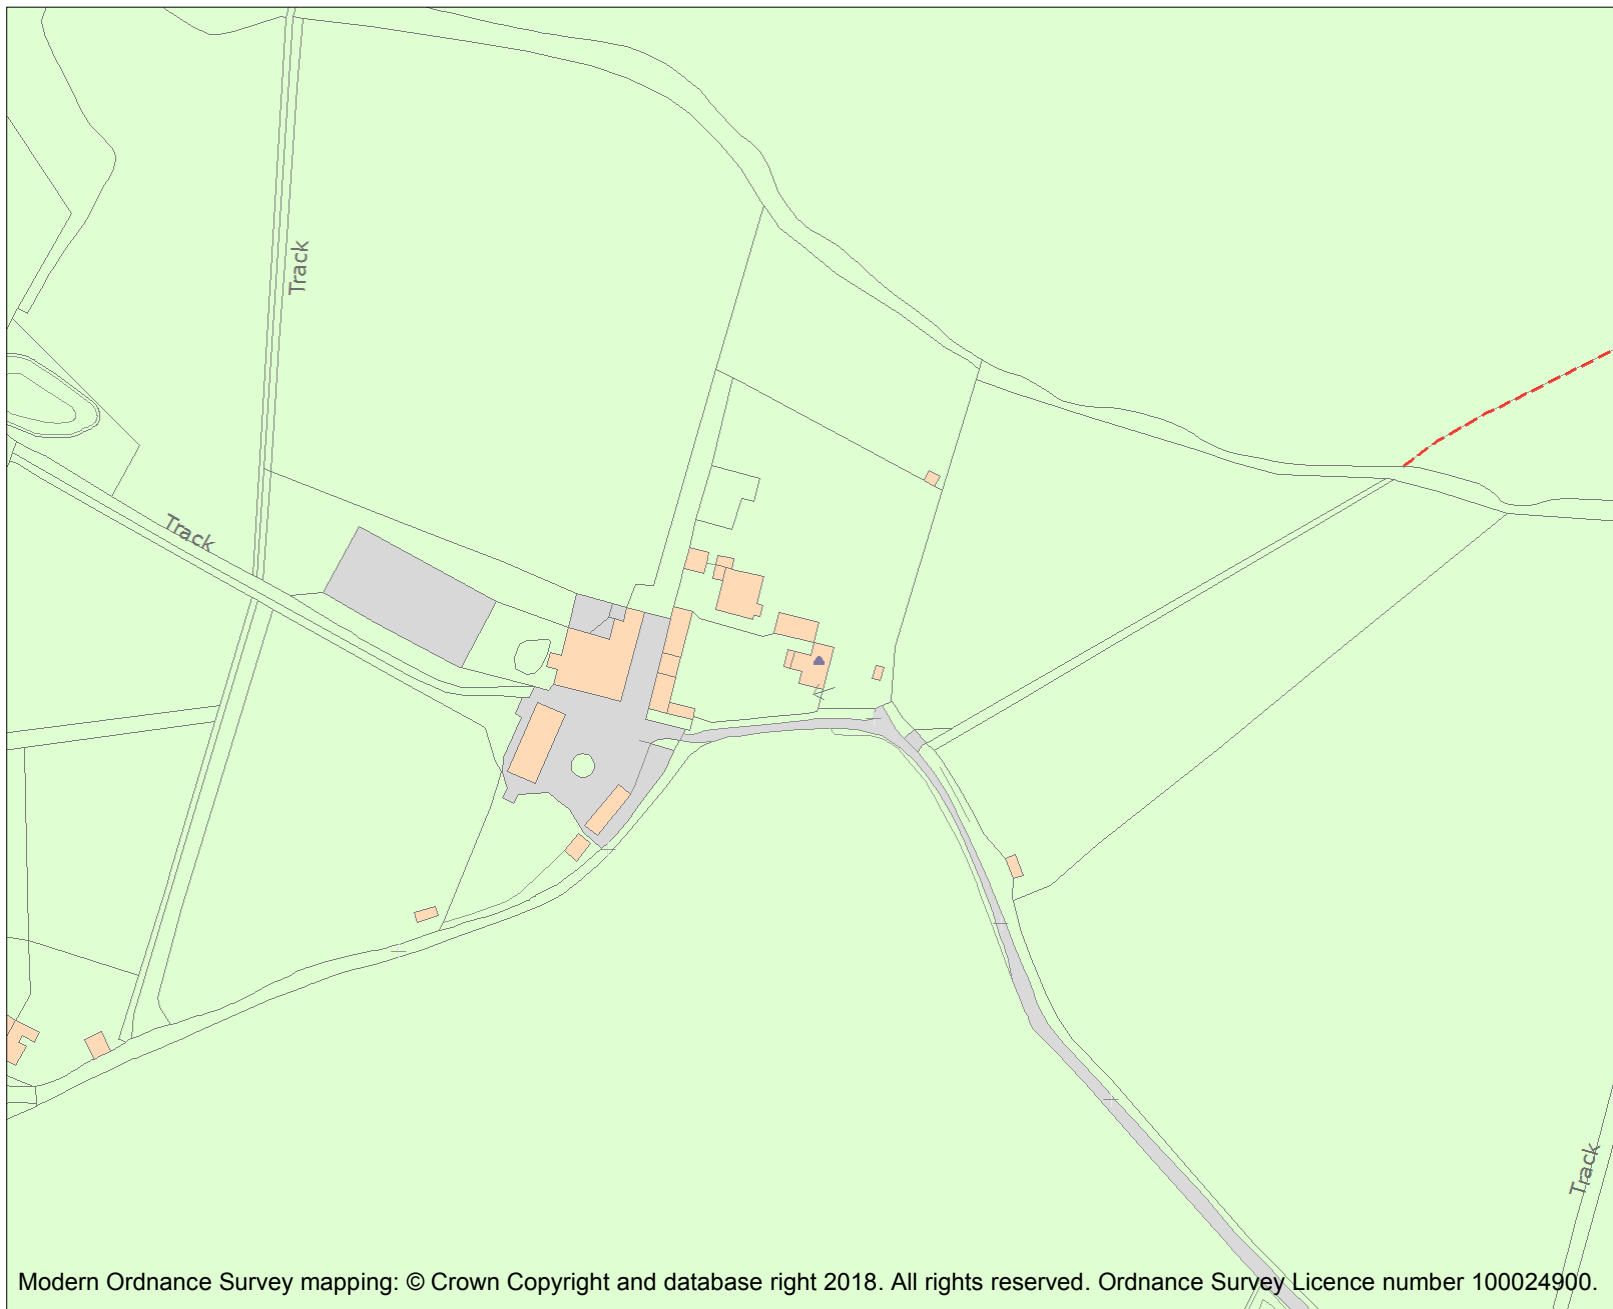 Track
Track
Track
Modern Ordnance Survey mapping: © Crown Copyright and database right 2018. All rights reserved. Ordnance Survey Licence number 100024900.